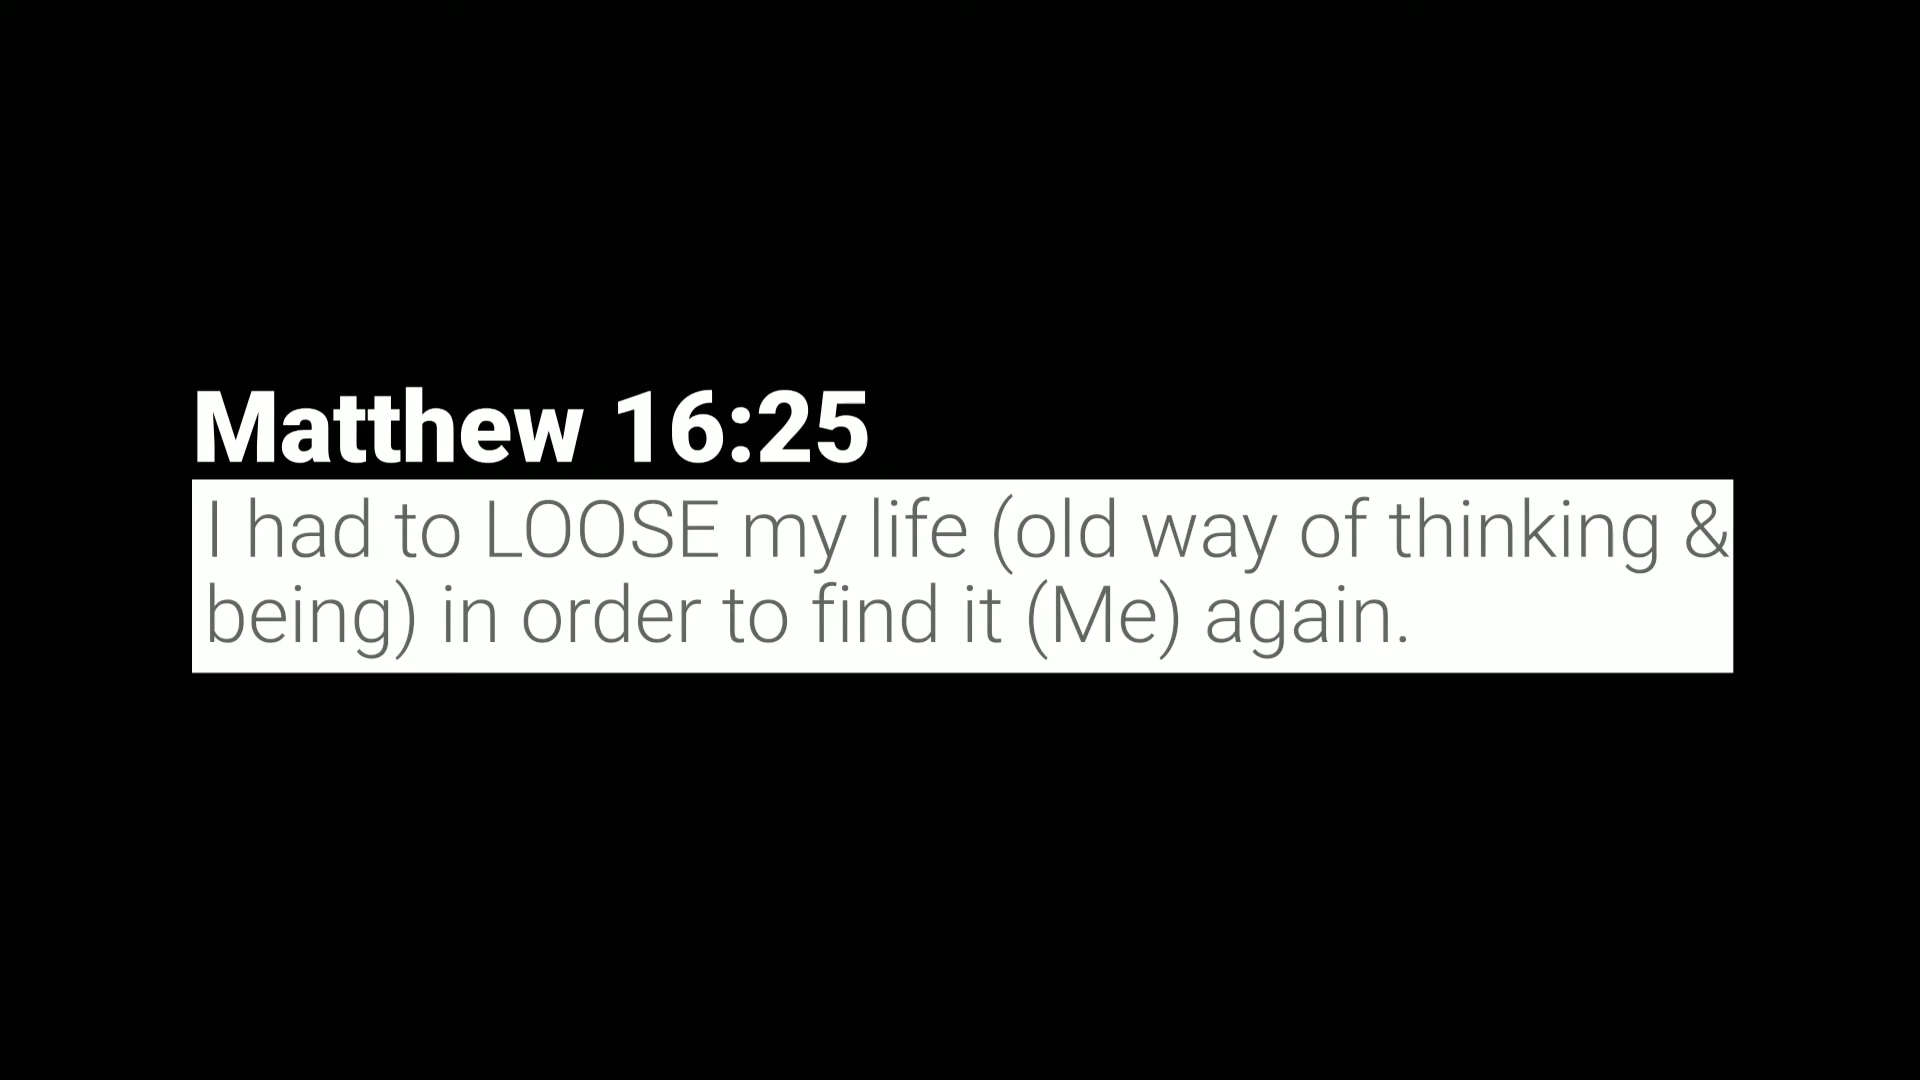 Matthew 16:25
I had to LOOSE my life (old way of thinking &
being) in order to find it (Me) again.